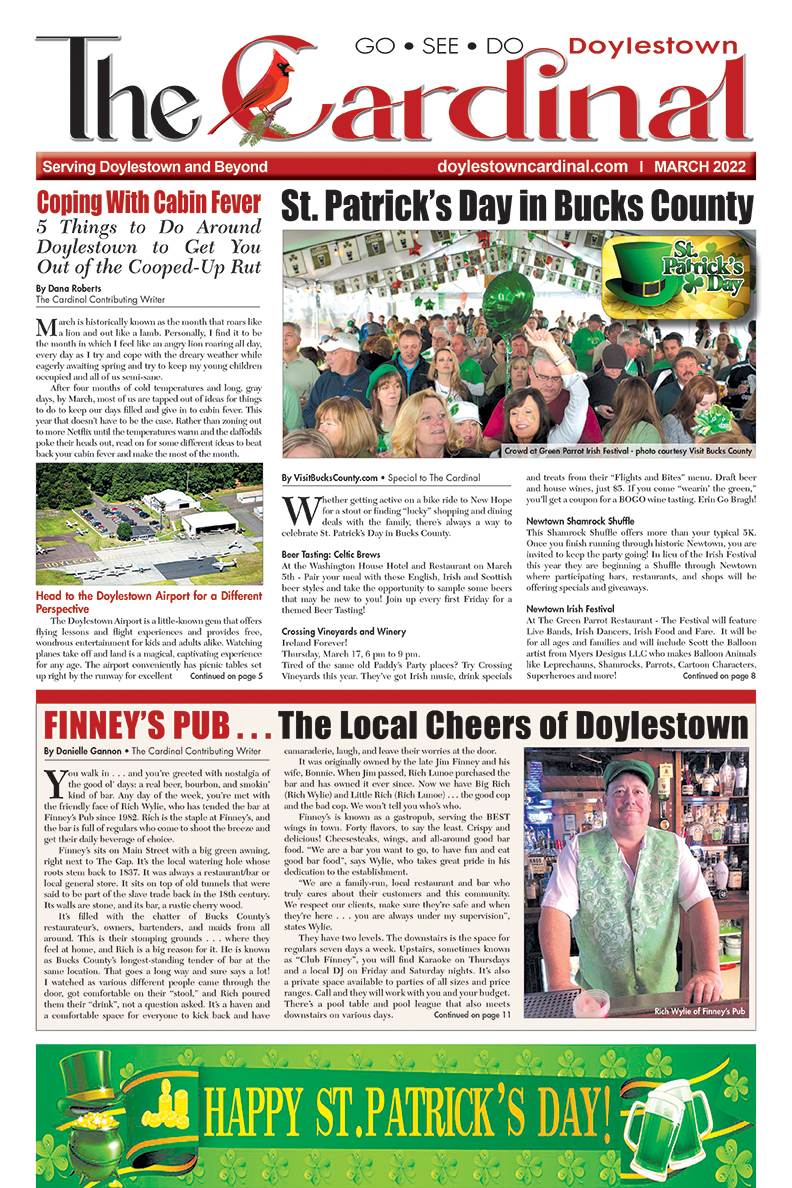 GO • SEE • DO Doylestown
The Cardinal
Serving Doylestown and Beyond
doylestowncardinal.com | MARCH 2022
Coping With Cabin Fever
5 Things to Do Around
Doylestown to Get You
Out of the Cooped-Up Rut
By Dana Roberts
The Cardinal Contributing Writer
March is historically known as the month that roars like
a lion and out like a lamb. Personally, I find it to be
the month in which I feel like an angry lion roaring all day,
every day as I try and cope with the dreary weather while
eagerly awaiting spring and try to keep my young children
occupied and all of us semi-sane.
After four months of cold temperatures and long, gray
days, by March, most of us are tapped out of ideas for things
to do to keep our days filled and give in to cabin fever. This
year that doesn't have to be the case. Rather than zoning out
to more Netflix until the temperatures warm and the daffodils
poke their heads out, read on for some different ideas to beat
back your cabin fever and make the most of the month.
Head to the Doylestown Airport for a Different
Perspective
The Doylestown Airport is a little-known gem that offers
flying lessons and flight experiences and provides free,
wondrous entertainment for kids and adults alike. Watching
planes take off and land is a magical, captivating experience
for any age. The airport conveniently has picnic tables set
up right by the runway for excellent Continued on page 5
St. Patrick's Day in Bucks County
St.
Patrick's
Day
Crowd at Green Parrot Irish Festival - photo courtesy Visit Bucks County
By VisitBucksCounty.com • Special to The Cardinal
Whether getting active on a bike ride to New Hope
for a stout or finding "lucky" shopping and dining
deals with the family, there's always a way to
celebrate St. Patrick's Day in Bucks County.
Beer Tasting: Celtic Brews
At the Washington House Hotel and Restaurant on March
5th - Pair your meal with these English, Irish and Scottish
beer styles and take the opportunity to sample some beers
that may be new to you! Join up every first Friday for a
themed Beer Tasting!
Crossing Vineyards and Winery
Ireland Forever!
Thursday, March 17, 6 pm to 9 pm.
Tired of the same old Paddy's Party places? Try Crossing
Vineyards this year. They've got Irish music, drink specials
and treats from their "Flights and Bites" menu. Draft beer
and house wines, just $5. If you come "wearin' the green,"
you'll get a coupon for a BOGO wine tasting. Erin Go Bragh!
Newtown Shamrock Shuffle
This Shamrock Shuffle offers more than your typical 5K.
Once you finish running through historic Newtown, you are
invited to keep the party going! In lieu of the Irish Festival
this year they are beginning a Shuffle through Newtown
where participating bars, restaurants, and shops will be
offering specials and giveaways.
Newtown Irish Festival
At The Green Parrot Restaurant - The Festival will feature
Live Bands, Irish Dancers, Irish Food and Fare. It will be
for all ages and families and will include Scott the Balloon
artist from Myers Designs LLC who makes Balloon Animals
like Leprechauns, Shamrocks, Parrots, Cartoon Characters,
Superheroes and more! Continued on page 8
FINNEY'S PUB . . . The Local Cheers of Doylestown
By Danielle Gannon • The Cardinal Contributing Writer
You walk in . . . and you're greeted with nostalgia of
the good ol' days: a real beer, bourbon, and smokin'
kind of bar. Any day of the week, you're met with
the friendly face of Rich Wylie, who has tended the bar at
Finney's Pub since 1982. Rich is the staple at Finney's, and
the bar is full of regulars who come to shoot the breeze and
get their daily beverage of choice.
Finney's sits on Main Street with a big green awning,
right next to The Gap. It's the local watering hole whose
roots stem back to 1837. It was always a restaurant/bar or
local general store. It sits on top of old tunnels that were
said to be part of the slave trade back in the 18th century.
Its walls are stone, and its bar, a rustic cherry wood.
It's filled with the chatter of Bucks County's
restaurateur's, owners, bartenders, and maids from all
around. This is their stomping grounds . . . where they
feel at home, and Rich is a big reason for it. He is known
as Bucks County's longest-standing tender of bar at the
same location. That goes a long way and sure says a lot!
I watched as various different people came through the
door, got comfortable on their "stool," and Rich poured
them their "drink", not a question asked. It's a haven and
a comfortable space for everyone to kick back and have
camaraderie, laugh, and leave their worries at the door.
It was originally owned by the late Jim Finney and his
wife, Bonnie. When Jim passed, Rich Lunoe purchased the
bar and has owned it ever since. Now we have Big Rich
(Rich Wylie) and Little Rich (Rich Lunoe) . . . the good cop
and the bad cop. We won't tell you who's who.
Finney's is known as a gastropub, serving the BEST
wings in town. Forty flavors, to say the least. Crispy and
delicious! Cheesesteaks, wings, and all-around good bar
food. "We are a bar you want to go, to have fun and eat
good bar food", says Wylie, who takes great pride in his
dedication to the establishment.
"We are a family-run, local restaurant and bar who
truly cares about their customers and this community.
We respect our clients, make sure they're safe and when
they're here . . . you are always under my supervision",
states Wylie.
They have two levels. The downstairs is the space for
regulars seven days a week. Upstairs, sometimes known
as "Club Finney", you will find Karaoke on Thursdays
and a local DJ on Friday and Saturday nights. It's also
a private space available to parties of all sizes and price
ranges. Call and they will work with you and your budget.
There's a pool table and pool league that also meets
downstairs on various days. Continued on page 11
Rich Wylie of Finney's Pub
HAPPY ST. PATRICK'S DAY!